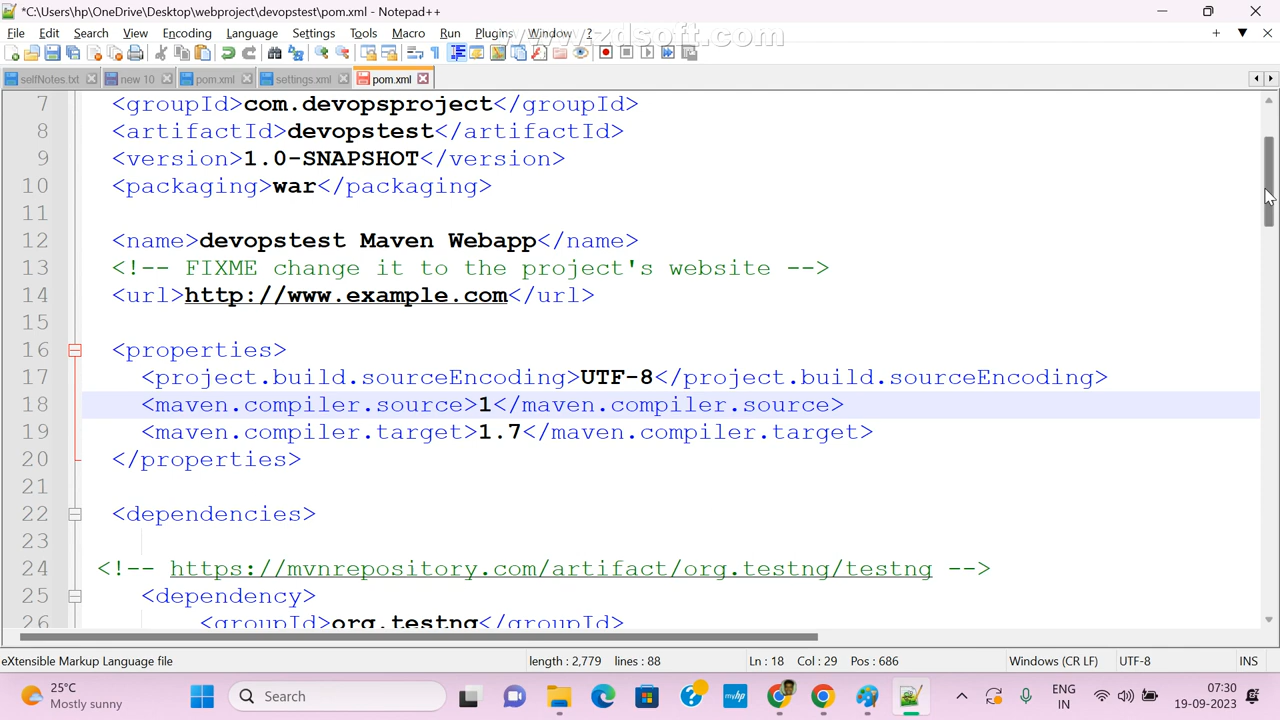 *C:\Users\hp\OneDrive\Desktop\webproject\devopstest\pom.xml - Notepad++
File Edit Search View Encoding Language Settings Tools Macro Run Plugins Window ?
www.izdsoft.com
selfNotes.txt new 10 pom.xml settings.xml pom.xml
7 <groupId>com.devopsproject</groupId>
8 <artifactId>devopstest</artifactId>
9 <version>1.0-SNAPSHOT</version>
10 <packaging>war</packaging>
11
12 <name>devopstest Maven Webapp</name>
13 <!-- FIXME change it to the project's website -->
14 <url>http://www.example.com</url>
15
16 <properties>
17 <project.build.sourceEncoding>UTF-8</project.build.sourceEncoding>
18 <maven.compiler.source>1</maven.compiler.source>
19 <maven.compiler.target>1.7</maven.compiler.target>
20 </properties>
21
22 <dependencies>
23
24 <!-- https://mvnrepository.com/artifact/org.testng/testng -->
25 <dependency>
26 <groupId>org.testng</groupId>
eXtensible Markup Language file length : 2,779 lines : 88 Ln : 18 Col : 29 Pos : 686 Windows (CR LF) UTF-8 INS
25°C
Mostly sunny
Search
myhp
ENG
IN
07:30
19-09-2023